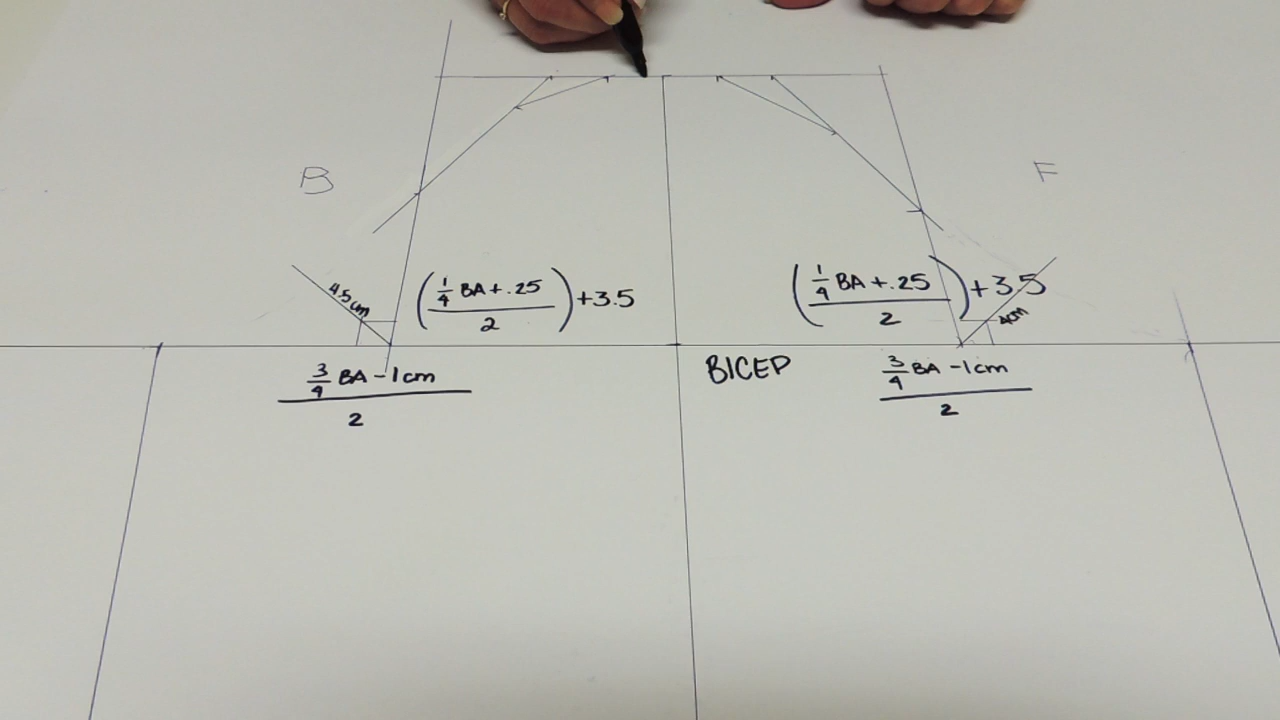 B
F
4.5cm
(1/4 BA + .25 / 2) + 3.5
(1/4 BA + .25 / 2) + 3.5
4cm
3/4 BA - 1cm / 2
BICEP
3/4 BA - 1cm / 2